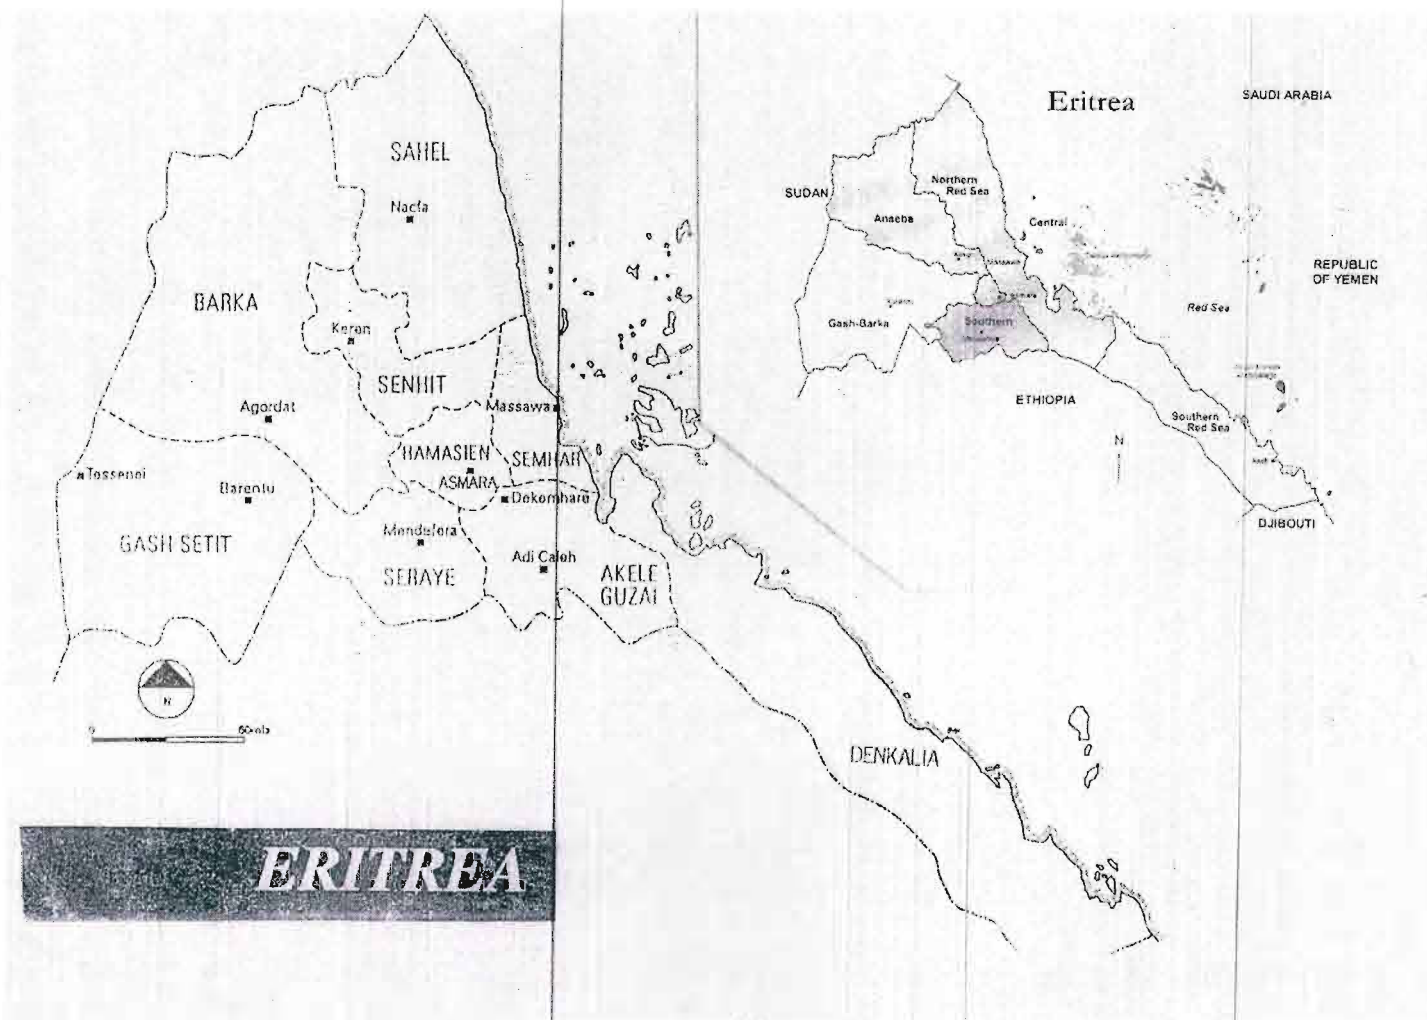 SAHEL
Nacfa
BARKA
Keren
SENHIT
Agordat
Massawa
HAMASIEN
SEMHAR
ASMARA
Tessenei
Barentu
Dekemhare
GASH SETIT
Mendefera
Adi Caieh
SERAYE
AKELE
GUZAI
N
0
60mls
DENKALIA
ERITREA
Eritrea
SAUDI ARABIA
SUDAN
Northern
Red Sea
Anseba
Central
REPUBLIC
OF YEMEN
Red Sea
Gash-Barka
Southern
ETHIOPIA
Southern
Red Sea
N
DJIBOUTI